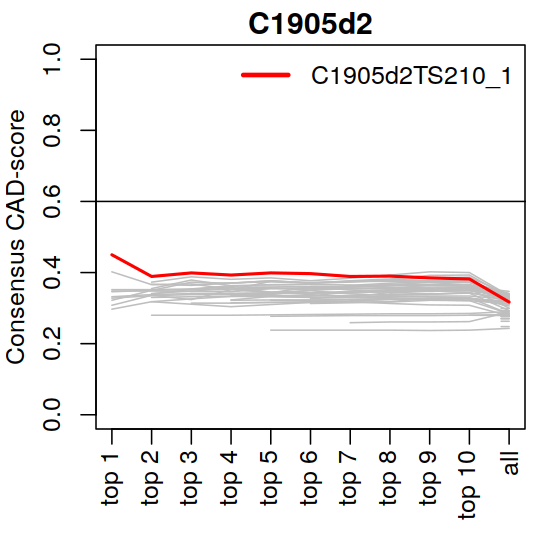 C1905d2
C1905d2TS210_1
Consensus CAD-score
1.0
0.8
0.6
0.4
0.2
0.0
top 1
top 2
top 3
top 4
top 5
top 6
top 7
top 8
top 9
top 10
all